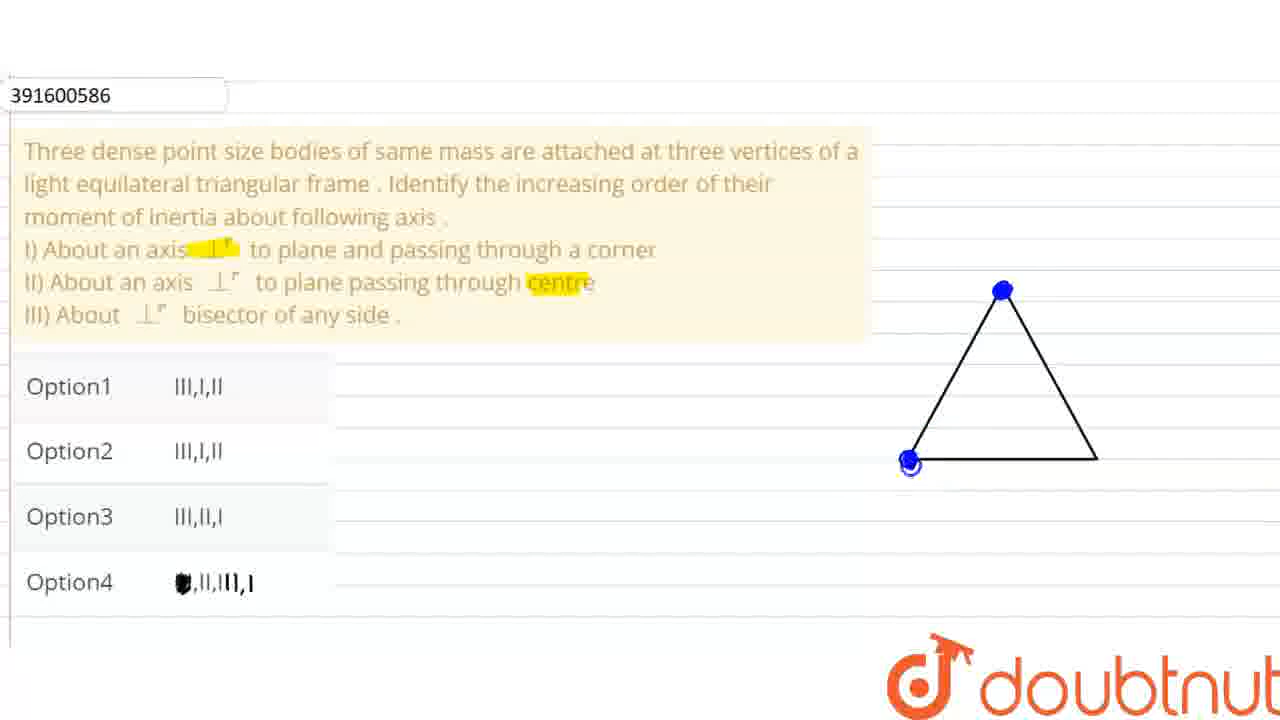 391600586
Three dense point size bodies of same mass are attached at three vertices of a
light equilateral triangular frame . Identify the increasing order of their
moment of inertia about following axis .
I) About an axis ⊥ʳ to plane and passing through a corner
II) About an axis ⊥ʳ to plane passing through centre
III) About ⊥ʳ bisector of any side .
Option1 III,I,II
Option2 III,I,II
Option3 III,II,I
Option4 ,II,III,I
doubtnut